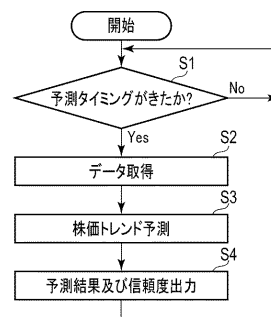 開始
S1
予測タイミングがきたか?
No
Yes
S2
データ取得
S3
株価トレンド予測
S4
予測結果及び信頼度出力